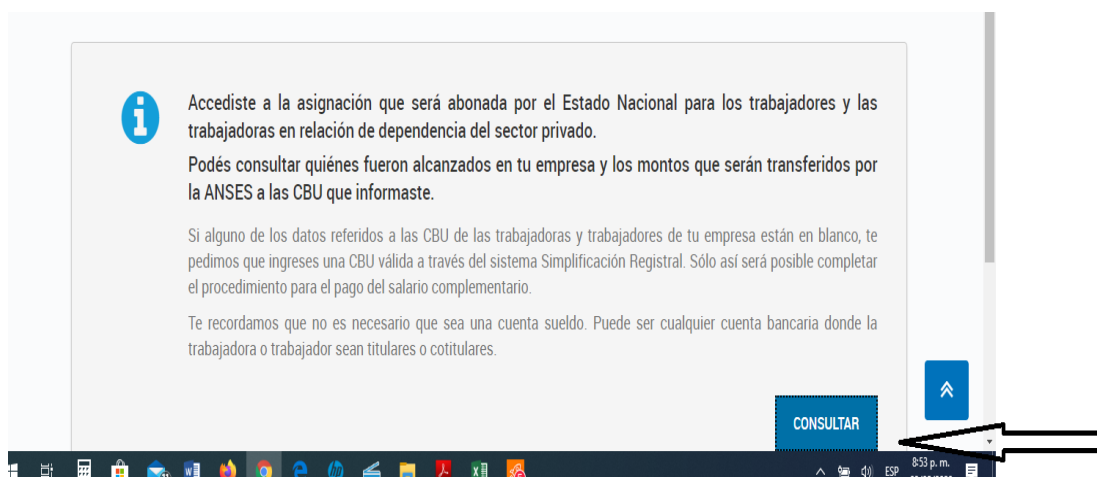 Accediste a la asignación que será abonada por el Estado Nacional para los trabajadores y las
trabajadoras en relación de dependencia del sector privado.
Podés consultar quiénes fueron alcanzados en tu empresa y los montos que serán transferidos por
la ANSES a las CBU que informaste.
Si alguno de los datos referidos a las CBU de las trabajadoras y trabajadores de tu empresa están en blanco, te
pedimos que ingreses una CBU válida a través del sistema Simplificación Registral. Sólo así será posible completar
el procedimiento para el pago del salario complementario.
Te recordamos que no es necesario que sea una cuenta sueldo. Puede ser cualquier cuenta bancaria donde la
trabajadora o trabajador sean titulares o cotitulares.
CONSULTAR
ESP
8:53 p. m.